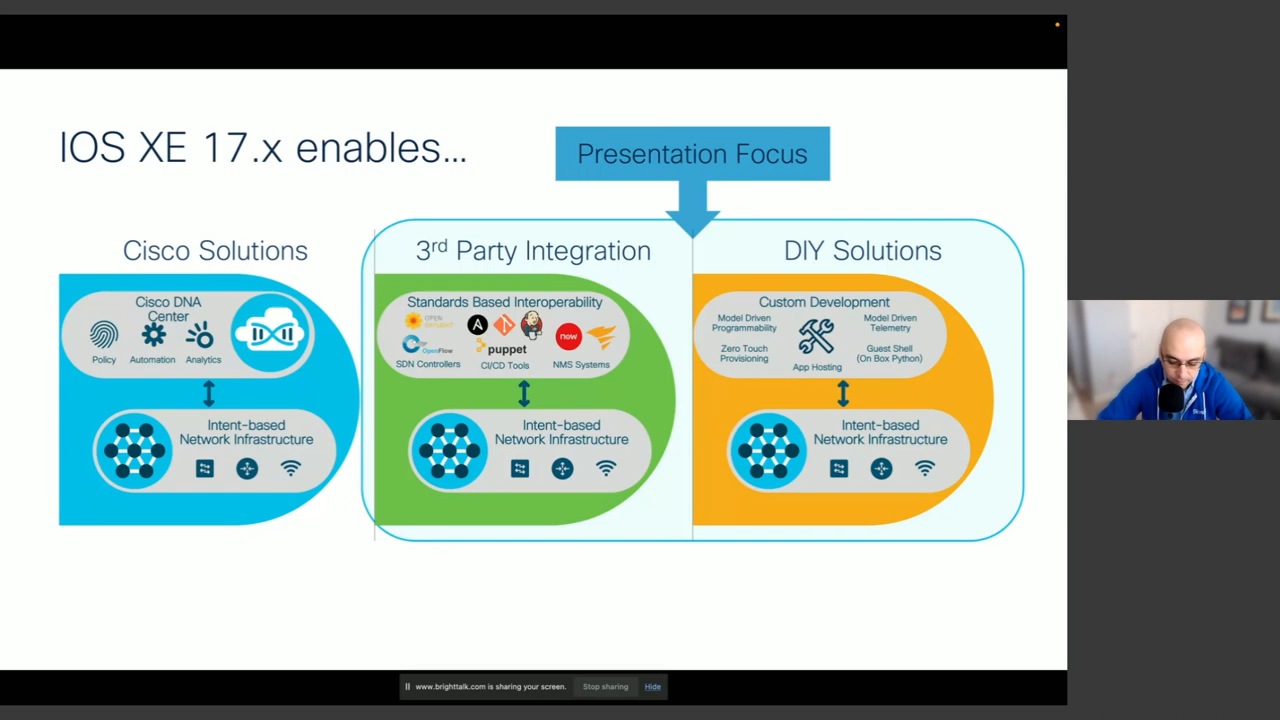 IOS XE 17.x enables...
Presentation Focus
Cisco Solutions
3rd Party Integration
DIY Solutions
Cisco DNA
Center
Policy
Automation
Analytics
Intent-based
Network Infrastructure
Standards Based Interoperability
OPEN
DAYLIGHT
OpenFlow
A
puppet
now
SDN Controllers
CI/CD Tools
NMS Systems
Intent-based
Network Infrastructure
Custom Development
Model Driven
Programmability
Model Driven
Telemetry
Zero Touch
Provisioning
App Hosting
Guest Shell
(On Box Python)
Intent-based
Network Infrastructure
www.brighttalk.com is sharing your screen.
Stop sharing
Hide